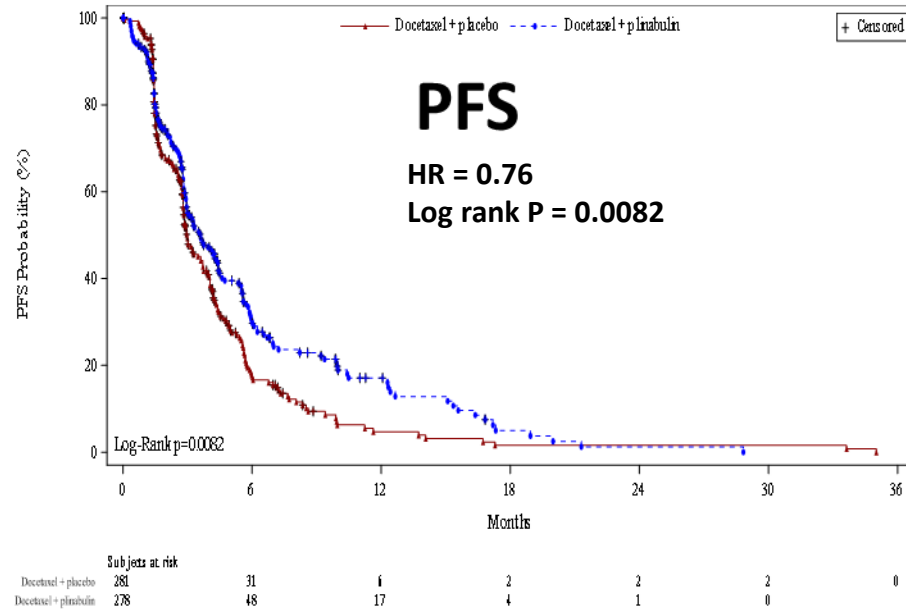 Docetaxel + placebo Docetaxel + plinabulin + Censored
PFS
HR = 0.76
Log rank P = 0.0082
PFS Probability (%)
100
80
60
40
20
0
Log-Rank p=0.0082
0 6 12 18 24 30 36
Months
Subjects at risk
Docetaxel + placebo 281 31 6 2 2 2 0
Docetaxel + plinabulin 278 48 17 4 1 0